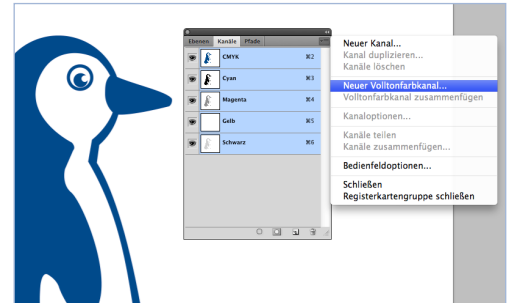 Ebenen Kanäle Pfade
CMYK ⌘2
Cyan ⌘3
Magenta ⌘4
Gelb ⌘5
Schwarz ⌘6
Neuer Kanal...
Kanal duplizieren...
Kanäle löschen
Neuer Volltonfarbkanal...
Volltonfarbkanal zusammenfügen
Kanaloptionen...
Kanäle teilen
Kanäle zusammenfügen...
Bedienfeldoptionen...
Schließen
Registerkartengruppe schließen